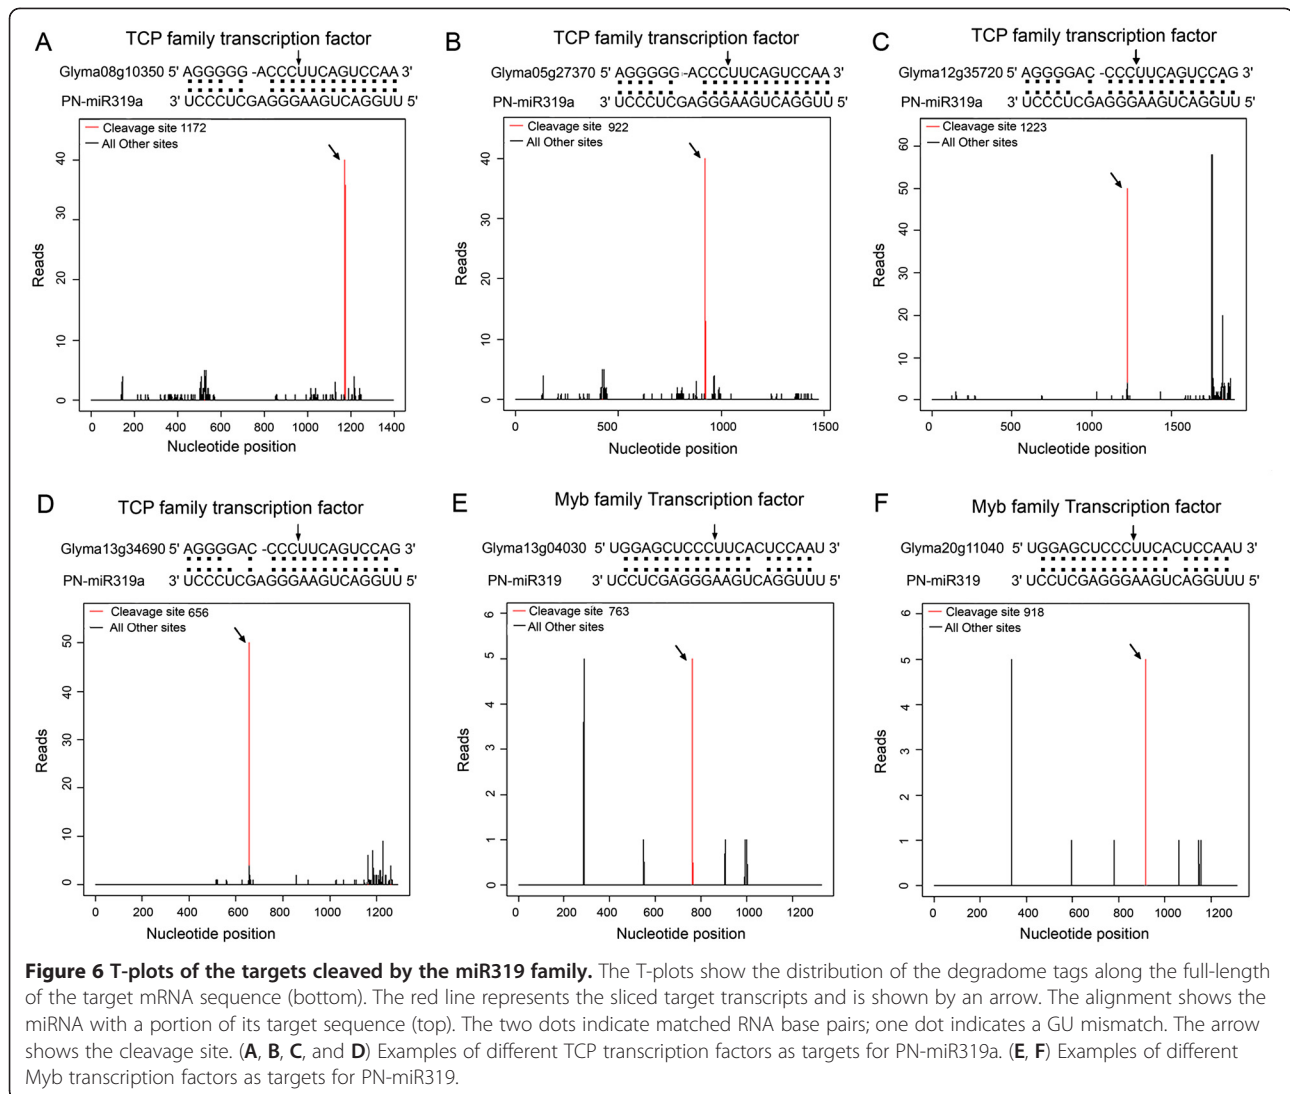 A
TCP family transcription factor
Glyma08g10350 5' AGGGGG -ACCCUUCAGUCCAA 3'
PN-miR319a 3' UCCCUCGAGGGAAGUCAGGUU 5'
Cleavage site 1172
All Other sites
Reads
0 10 20 30 40
0 200 400 600 800 1000 1200 1400
Nucleotide position
B
TCP family transcription factor
Glyma05g27370 5' AGGGGG -ACCCUUCAGUCCAA 3'
PN-miR319a 3' UCCCUCGAGGGAAGUCAGGUU 5'
Cleavage site 922
All Other sites
Reads
0 10 20 30 40
0 500 1000 1500
Nucleotide position
C
TCP family transcription factor
Glyma12g35720 5' AGGGGAC -CCCUUCAGUCCAG 3'
PN-miR319a 3' UCCCUCGAGGGAAGUCAGGUU 5'
Cleavage site 1223
All Other sites
Reads
0 10 20 30 40 50 60
0 500 1000 1500
Nucleotide position
D
TCP family transcription factor
Glyma13g34690 5' AGGGGAC -CCCUUCAGUCCAG 3'
PN-miR319a 3' UCCCUCGAGGGAAGUCAGGUU 5'
Cleavage site 656
All Other sites
Reads
0 10 20 30 40 50
0 200 400 600 800 1000 1200
Nucleotide position
E
Myb family Transcription factor
Glyma13g04030 5' UGGAGCUCCCUUCACUCCAAU 3'
PN-miR319 3' UCCUCGAGGGAAGUCAGGUUU 5'
Cleavage site 763
All Other sites
Reads
0 1 2 3 4 5 6
0 200 400 600 800 1000 1200
Nucleotide position
F
Myb family Transcription factor
Glyma20g11040 5' UGGAGCUCCCUUCACUCCAAU 3'
PN-miR319 3' UCCUCGAGGGAAGUCAGGUUU 5'
Cleavage site 918
All Other sites
Reads
0 1 2 3 4 5 6
0 200 400 600 800 1000 1200
Nucleotide position
Figure 6 T-plots of the targets cleaved by the miR319 family. The T-plots show the distribution of the degradome tags along the full-length
of the target mRNA sequence (bottom). The red line represents the sliced target transcripts and is shown by an arrow. The alignment shows the
miRNA with a portion of its target sequence (top). The two dots indicate matched RNA base pairs; one dot indicates a GU mismatch. The arrow
shows the cleavage site. (A, B, C, and D) Examples of different TCP transcription factors as targets for PN-miR319a. (E, F) Examples of different
Myb transcription factors as targets for PN-miR319.